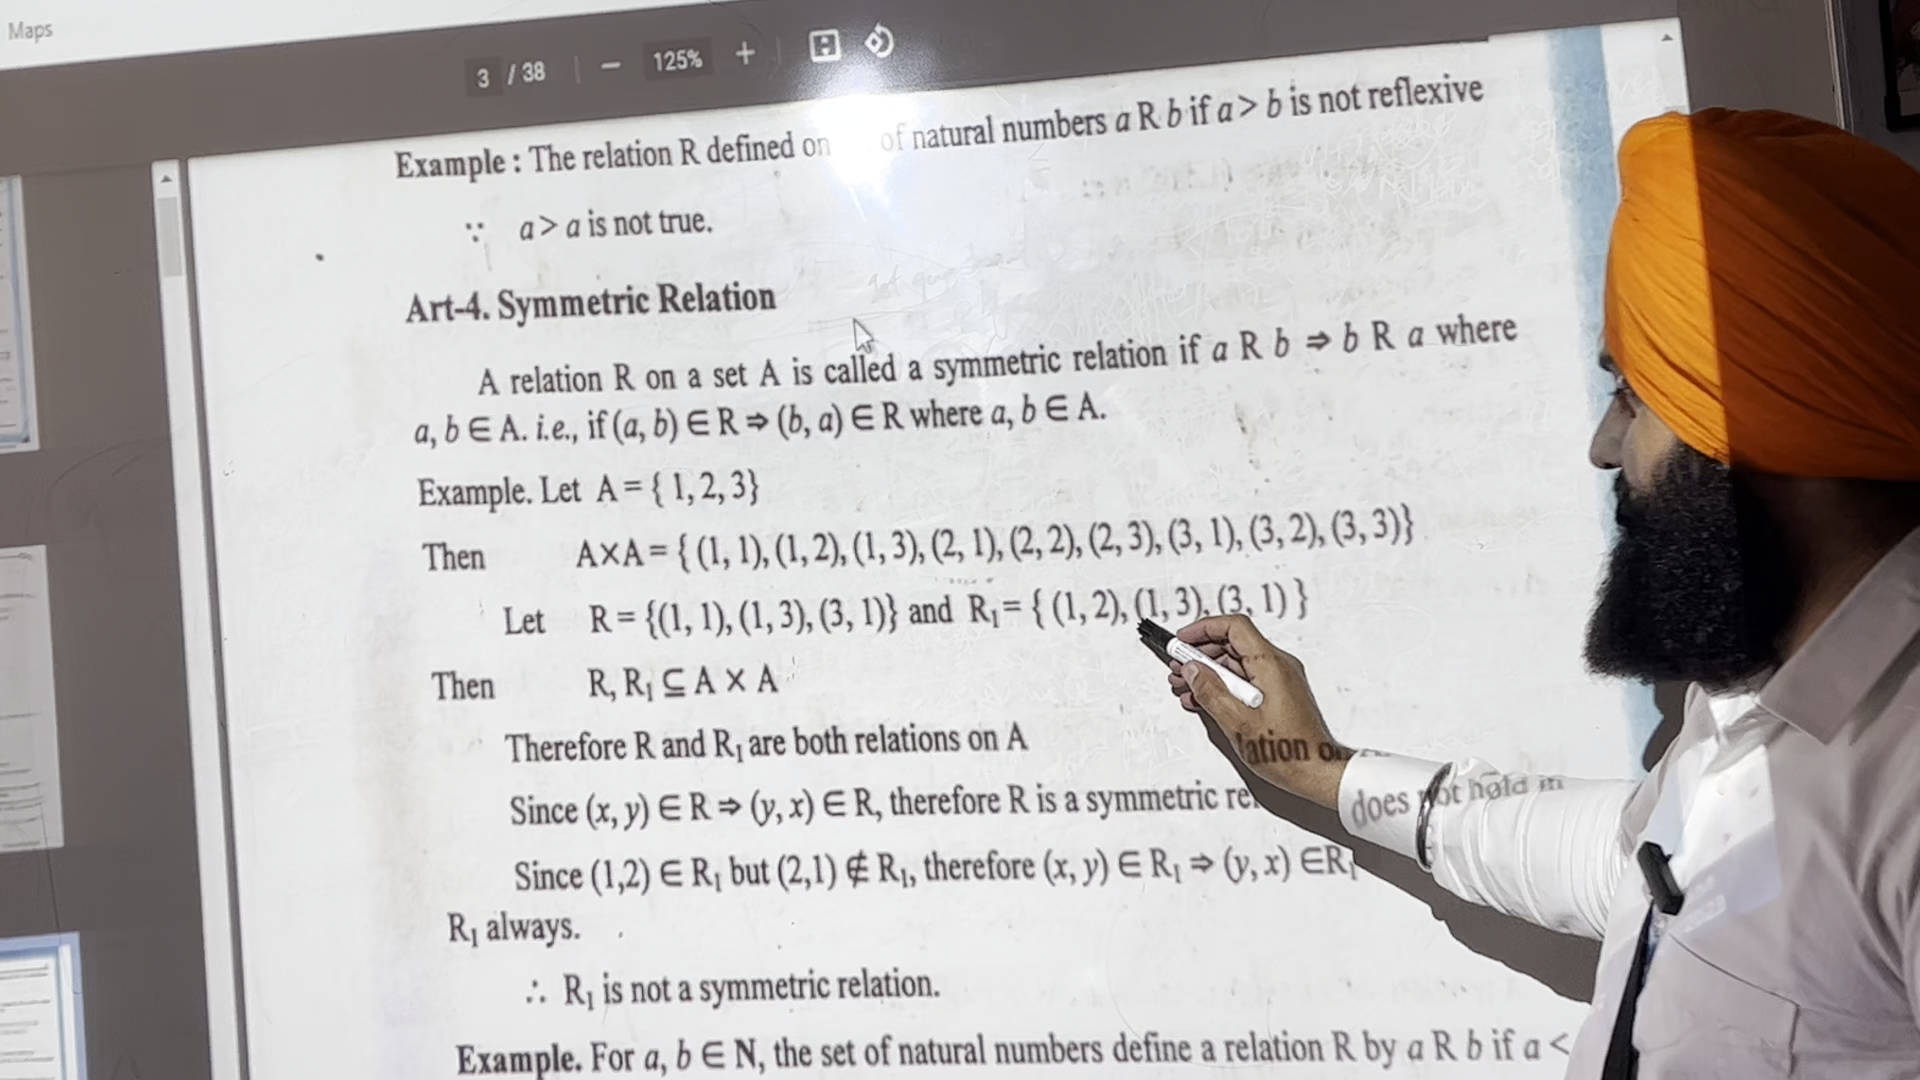 Maps
3 / 38 − 125% +
Example : The relation R defined on of natural numbers a R b if a > b is not reflexive
∵ a > a is not true.
Art-4. Symmetric Relation
A relation R on a set A is called a symmetric relation if a R b ⇒ b R a where
a, b ∈ A. i.e., if (a, b) ∈ R ⇒ (b, a) ∈ R where a, b ∈ A.
Example. Let A = { 1, 2, 3}
Then A×A = { (1, 1), (1, 2), (1, 3), (2, 1), (2, 2), (2, 3), (3, 1), (3, 2), (3, 3)}
Let R = {(1, 1), (1, 3), (3, 1)} and R₁ = { (1, 2), (1, 3), (3, 1) }
Then R, R₁ ⊆ A × A
Therefore R and R₁ are both relations on A
Since (x, y) ∈ R ⇒ (y, x) ∈ R, therefore R is a symmetric relation on
Since (1,2) ∈ R₁ but (2,1) ∉ R₁, therefore (x, y) ∈ R₁ ⇒ (y, x) ∈R₁ does not hold in
R₁ always.
∴ R₁ is not a symmetric relation.
Example. For a, b ∈ N, the set of natural numbers define a relation R by a R b if a <